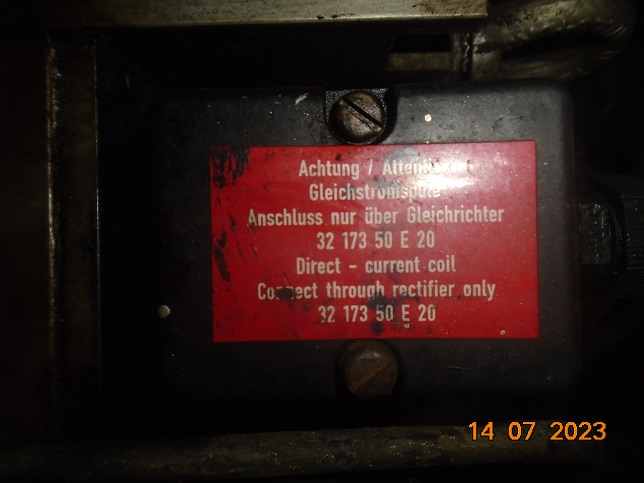 Achtung / Attention
Gleichstromspule
Anschluss nur über Gleichrichter
32 173 50 E 20
Direct - current coil
Connect through rectifier only
32 173 50 E 20
14 07 2023